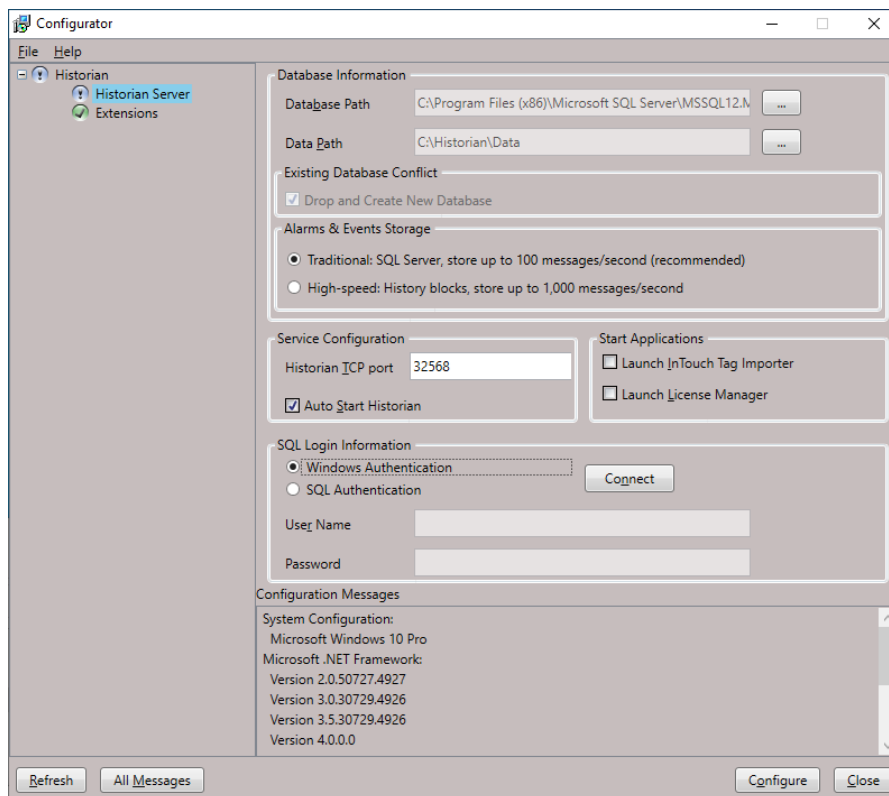 Configurator
File Help
Historian
Historian Server
Extensions
Database Information
Database Path C:\Program Files (x86)\Microsoft SQL Server\MSSQL12.M ...
Data Path C:\Historian\Data ...
Existing Database Conflict
Drop and Create New Database
Alarms & Events Storage
Traditional: SQL Server, store up to 100 messages/second (recommended)
High-speed: History blocks, store up to 1,000 messages/second
Service Configuration
Historian TCP port 32568
Auto Start Historian
Start Applications
Launch InTouch Tag Importer
Launch License Manager
SQL Login Information
Windows Authentication
SQL Authentication
Connect
User Name
Password
Configuration Messages
System Configuration:
Microsoft Windows 10 Pro
Microsoft .NET Framework:
Version 2.0.50727.4927
Version 3.0.30729.4926
Version 3.5.30729.4926
Version 4.0.0.0
Refresh All Messages Configure Close